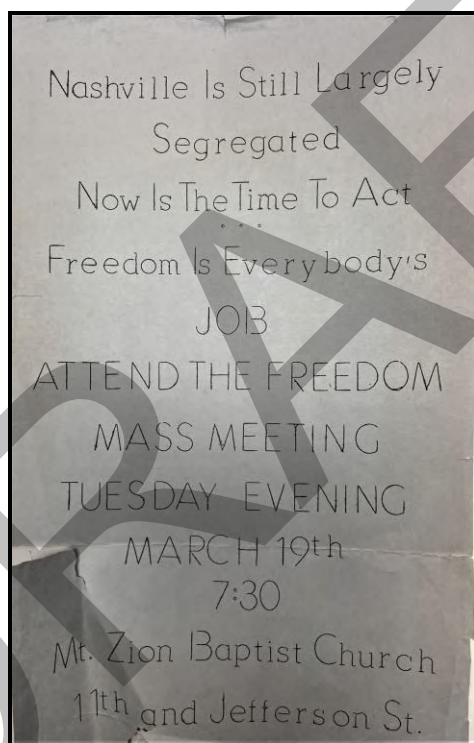 Nashville Is Still Largely
Segregated
Now Is The Time To Act
• • •
Freedom Is Everybody's
JOB
ATTEND THE FREEDOM
MASS MEETING
TUESDAY EVENING
MARCH 19th
7:30
Mt. Zion Baptist Church
11th and Jefferson St.
DRAFT